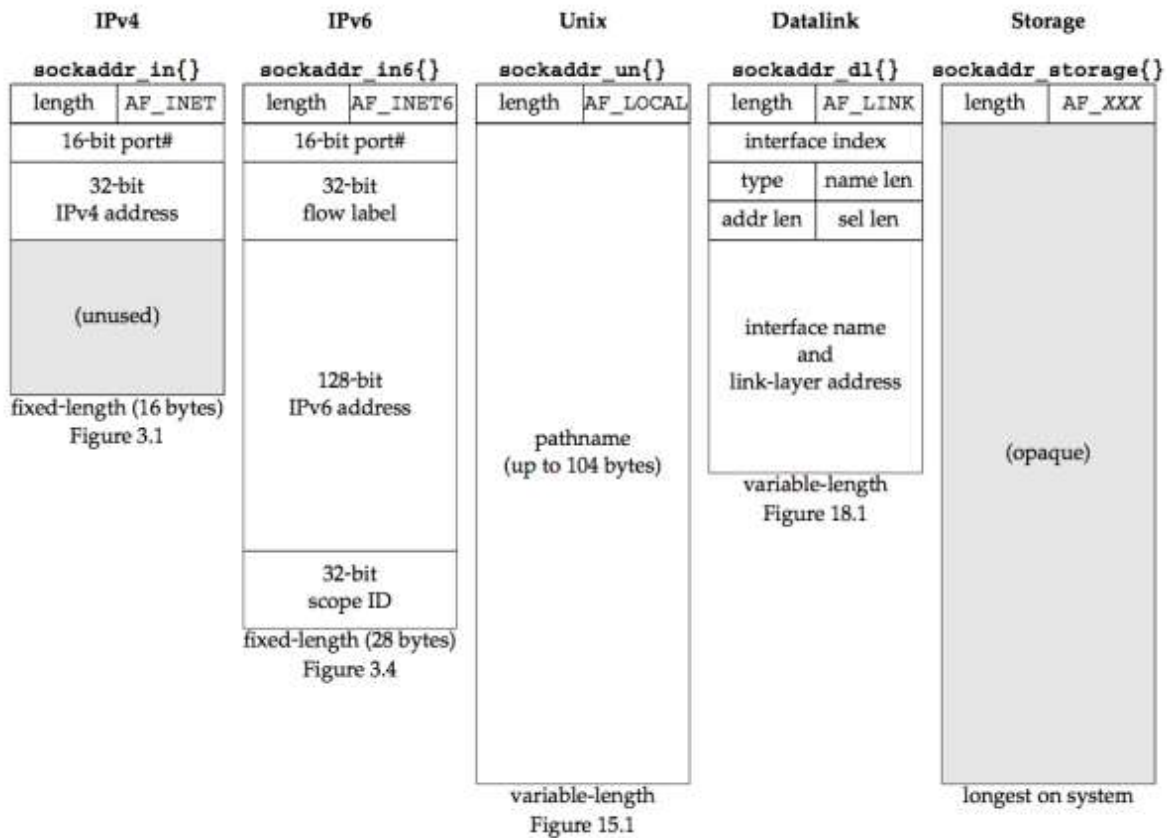 IPv4
IPv6
Unix
Datalink
Storage
sockaddr_in{}
sockaddr_in6{}
sockaddr_un{}
sockaddr_dl{}
sockaddr_storage{}
length
AF_INET
length
AF_INET6
length
AF_LOCAL
length
AF_LINK
length
AF_XXX
16-bit port#
16-bit port#
interface index
32-bit
IPv4 address
32-bit
flow label
type
name len
addr len
sel len
(unused)
128-bit
IPv6 address
pathname
(up to 104 bytes)
interface name
and
link-layer address
(opaque)
fixed-length (16 bytes)
Figure 3.1
variable-length
Figure 18.1
32-bit
scope ID
fixed-length (28 bytes)
Figure 3.4
variable-length
Figure 15.1
longest on system